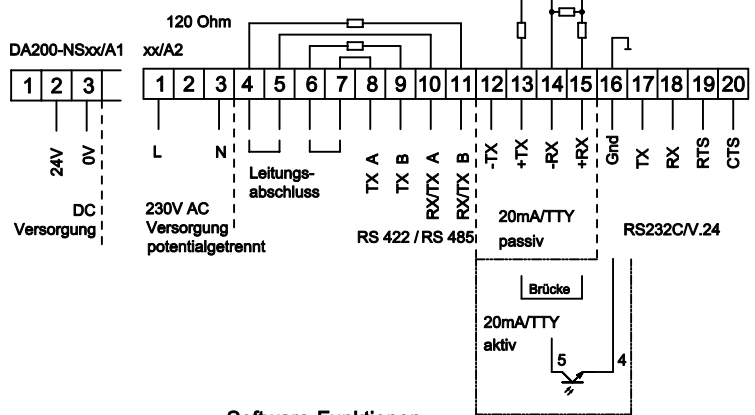 120 Ohm
DA200-NSxx/A1 xx/A2
1 2 3 1 2 3 4 5 6 7 8 9 10 11 12 13 14 15 16 17 18 19 20
24V 0V L N TX A TX B RX/TX A RX/TX B -TX +TX -RX +RX Gnd TX RX RTS CTS
Leitungs-
abschluss
DC
Versorgung
230V AC
Versorgung
potentialgetrennt
RS 422 / RS 485
20mA/TTY
passiv
RS232C/V.24
Brücke
20mA/TTY
aktiv
5 4